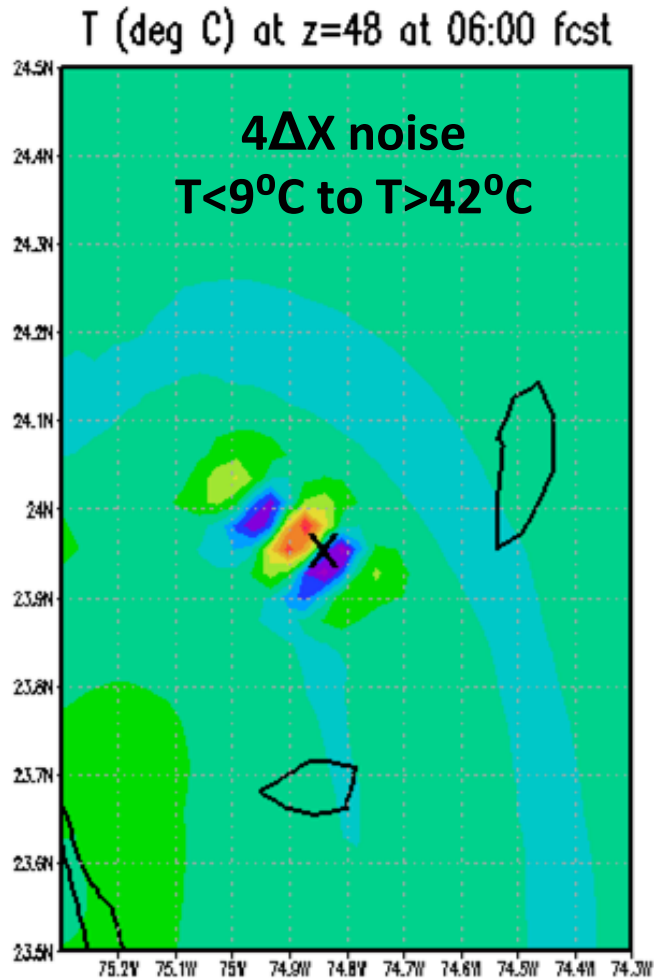 T (deg C) at z=48 at 06:00 fcst
4ΔX noise
T<9⁰C to T>42⁰C
24.5N
24.4N
24.3N
24.2N
24.1N
24N
23.9N
23.8N
23.7N
23.6N
23.5N
X
75.2W 75.1W 75W 74.9W 74.8W 74.7W 74.6W 74.5W 74.4W 74.3W